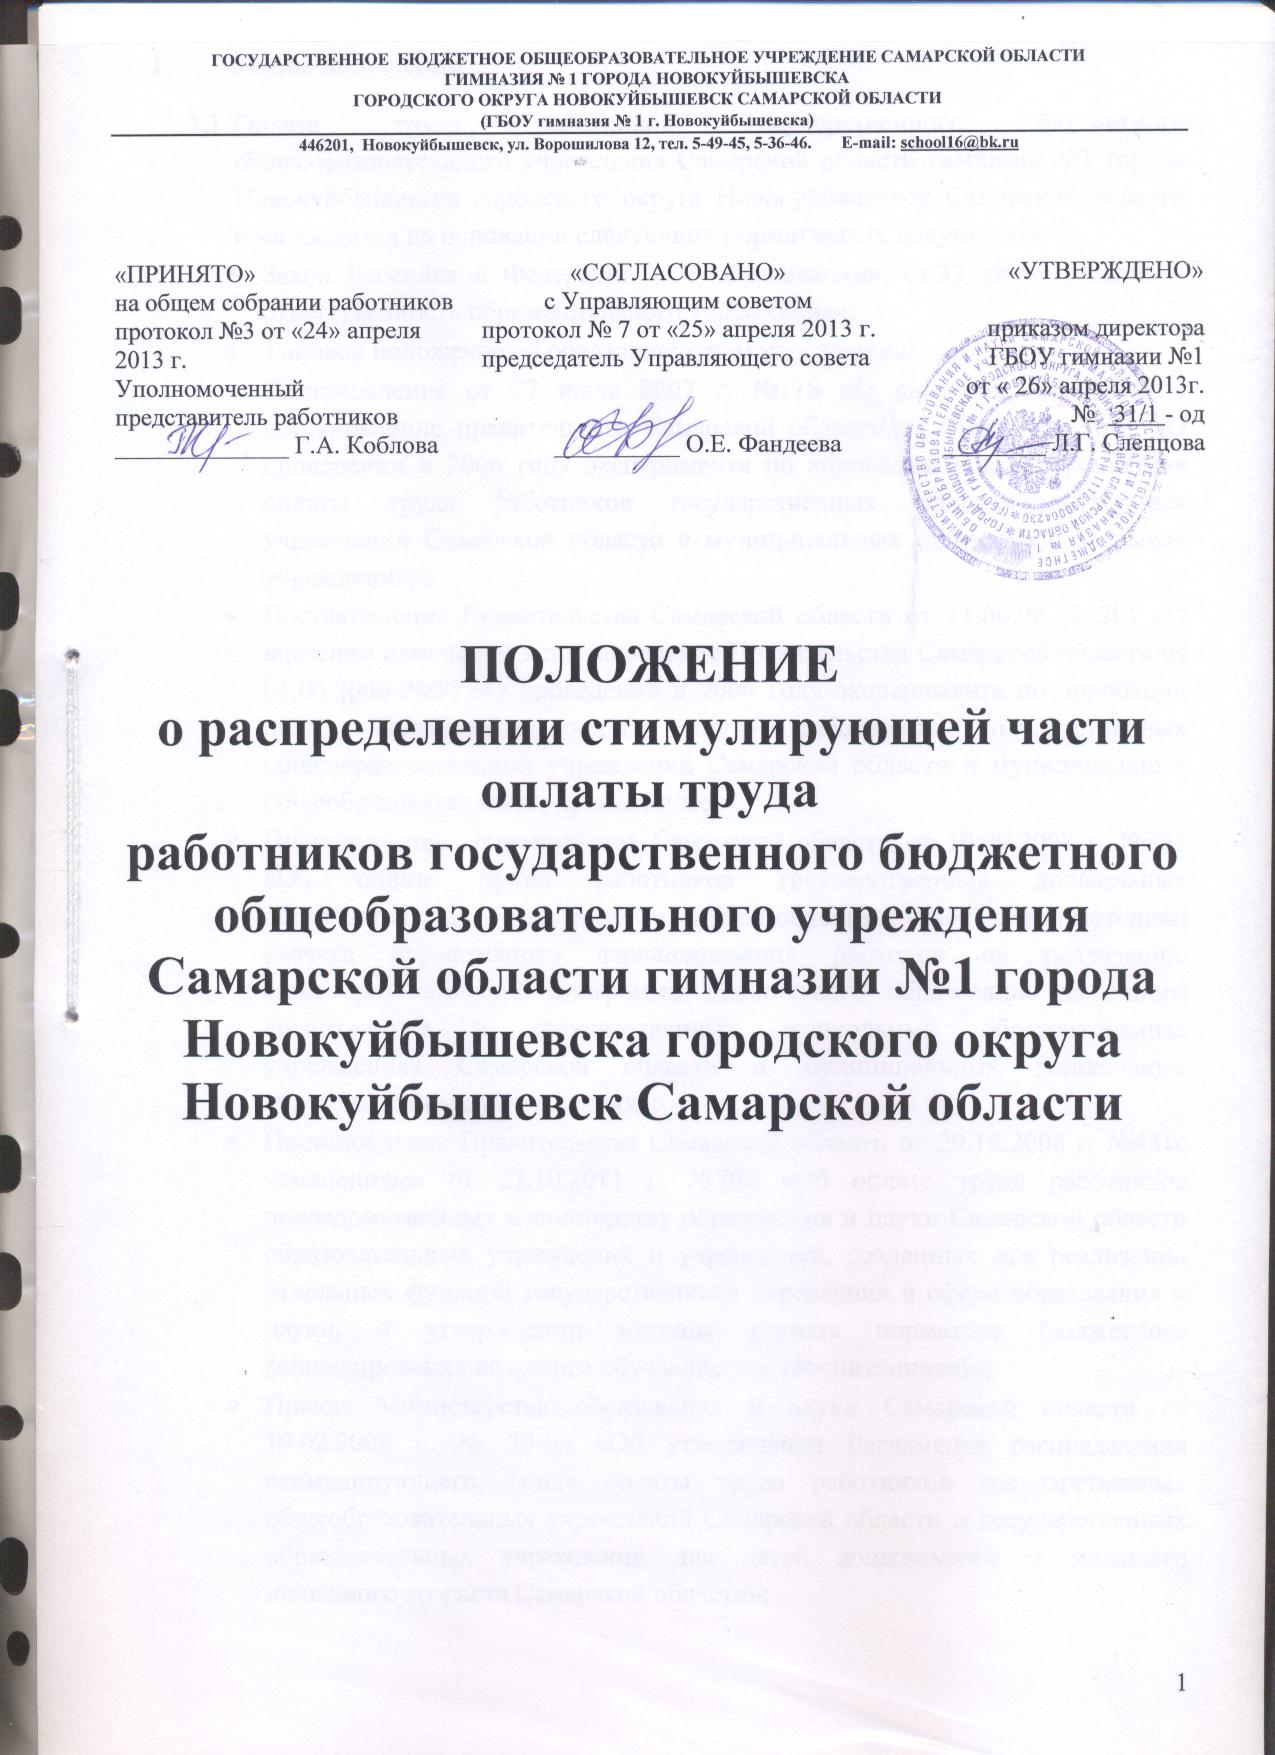 ГОСУДАРСТВЕННОЕ БЮДЖЕТНОЕ ОБЩЕОБРАЗОВАТЕЛЬНОЕ УЧРЕЖДЕНИЕ САМАРСКОЙ ОБЛАСТИ
ГИМНАЗИЯ № 1 ГОРОДА НОВОКУЙБЫШЕВСКА
ГОРОДСКОГО ОКРУГА НОВОКУЙБЫШЕВСК САМАРСКОЙ ОБЛАСТИ
(ГБОУ гимназия № 1 г. Новокуйбышевска)
446201, Новокуйбышевск, ул. Ворошилова 12, тел. 5-49-45, 5-36-46. E-mail: school16@bk.ru
«ПРИНЯТО»
на общем собрании работников
протокол №3 от «24» апреля
2013 г.
Уполномоченный
представитель работников
Г.А. Коблова
«СОГЛАСОВАНО»
с Управляющим советом
протокол № 7 от «25» апреля 2013 г.
председатель Управляющего совета
О.Е. Фандеева
«УТВЕРЖДЕНО»
приказом директора
ГБОУ гимназии №1
от « 26» апреля 2013г.
№ 31/1 - од
Л.Г. Слепцова
ПОЛОЖЕНИЕ
о распределении стимулирующей части
оплаты труда
работников государственного бюджетного
общеобразовательного учреждения
Самарской области гимназии №1 города
Новокуйбышевска городского округа
Новокуйбышевск Самарской области
1